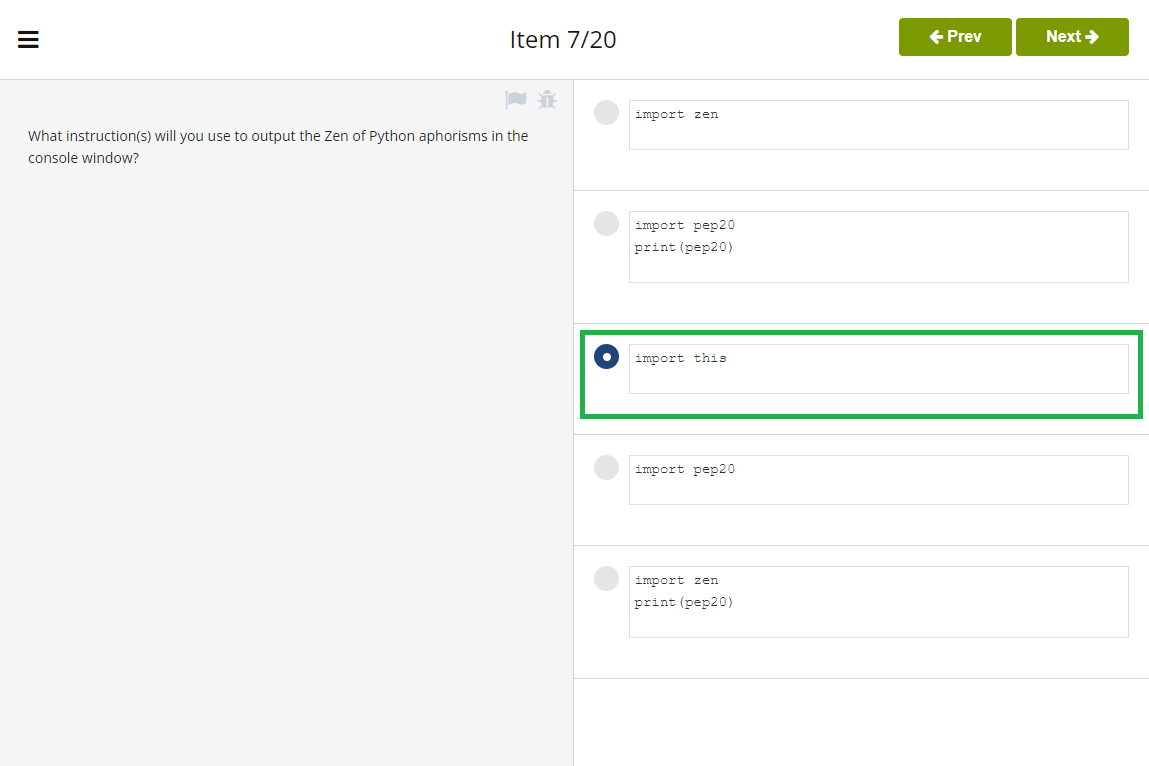 Item 7/20
Prev
Next
What instruction(s) will you use to output the Zen of Python aphorisms in the
console window?
import zen
import pep20
print(pep20)
import this
import pep20
import zen
print(pep20)